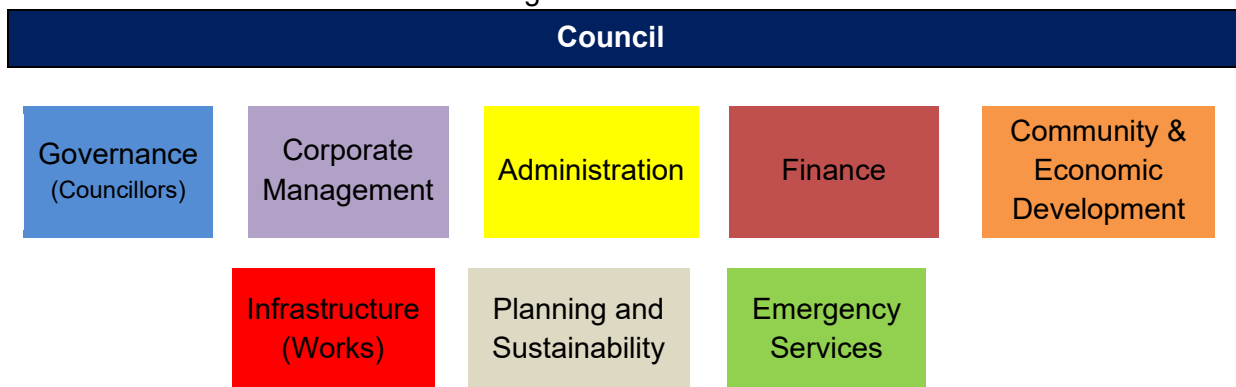 Council
Governance
(Councillors)
Corporate
Management
Administration
Finance
Community &
Economic
Development
Infrastructure
(Works)
Planning and
Sustainability
Emergency
Services